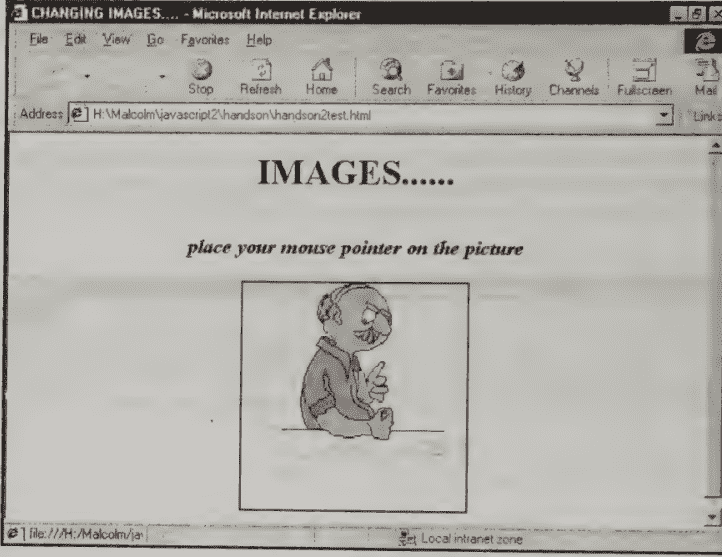 CHANGING IMAGES.... - Microsoft Internet Explorer
File Edit View Go Favorites Help
Stop Refresh Home Search Favorites History Channels Fullscreen Mail
Address H:\Malcolm\javascript2\handson\handson2test.html Links
IMAGES......
place your mouse pointer on the picture
file:///H:/Malcolm/ja Local intranet zone